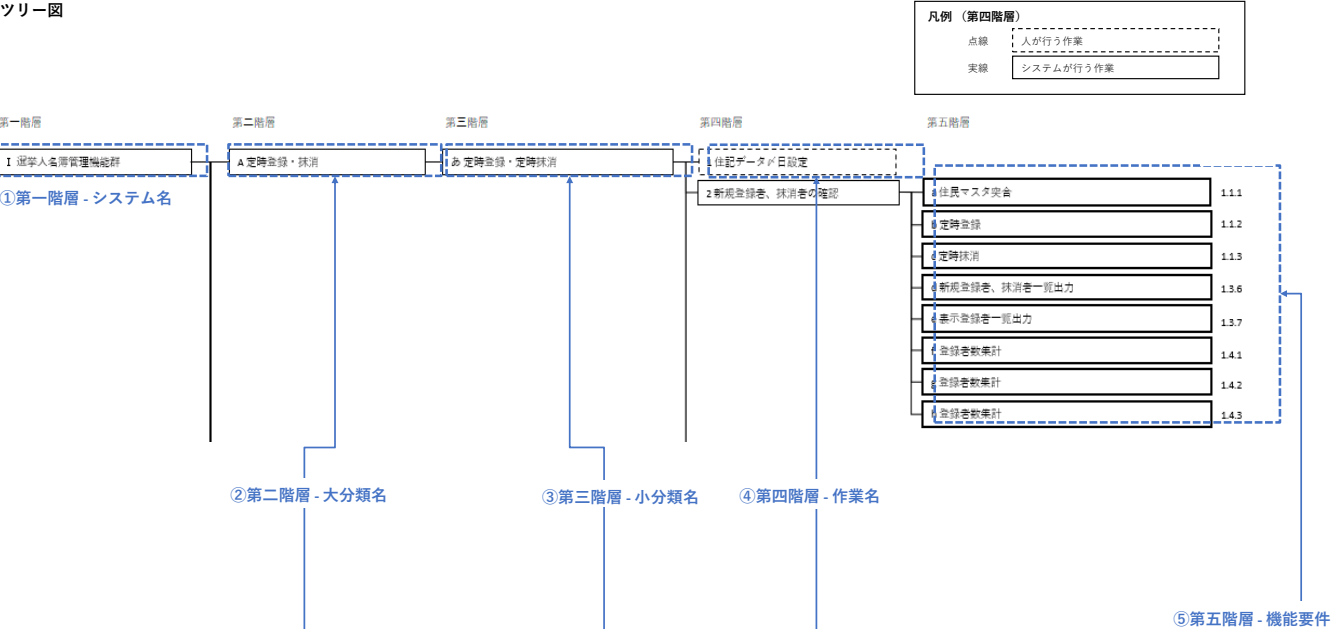 ツリー図
凡例 （第四階層）
点線 人が行う作業
実線 システムが行う作業
第一階層 第二階層 第三階層 第四階層 第五階層
I 選挙人名簿管理機能群 A 定時登録・抹消 あ 定時登録・定時抹消 1 住記データ〆日設定
①第一階層 - システム名
2 新規登録者、抹消者の確認 a 住民マスタ突合 1.1.1
b 定時登録 1.1.2
c 定時抹消 1.1.3
d 新規登録者、抹消者一覧出力 1.3.6
e 表示登録者一覧出力 1.3.7
f 登録者数集計 1.4.1
g 登録者数集計 1.4.2
h 登録者数集計 1.4.3
②第二階層 - 大分類名
③第三階層 - 小分類名
④第四階層 - 作業名
⑤第五階層 - 機能要件